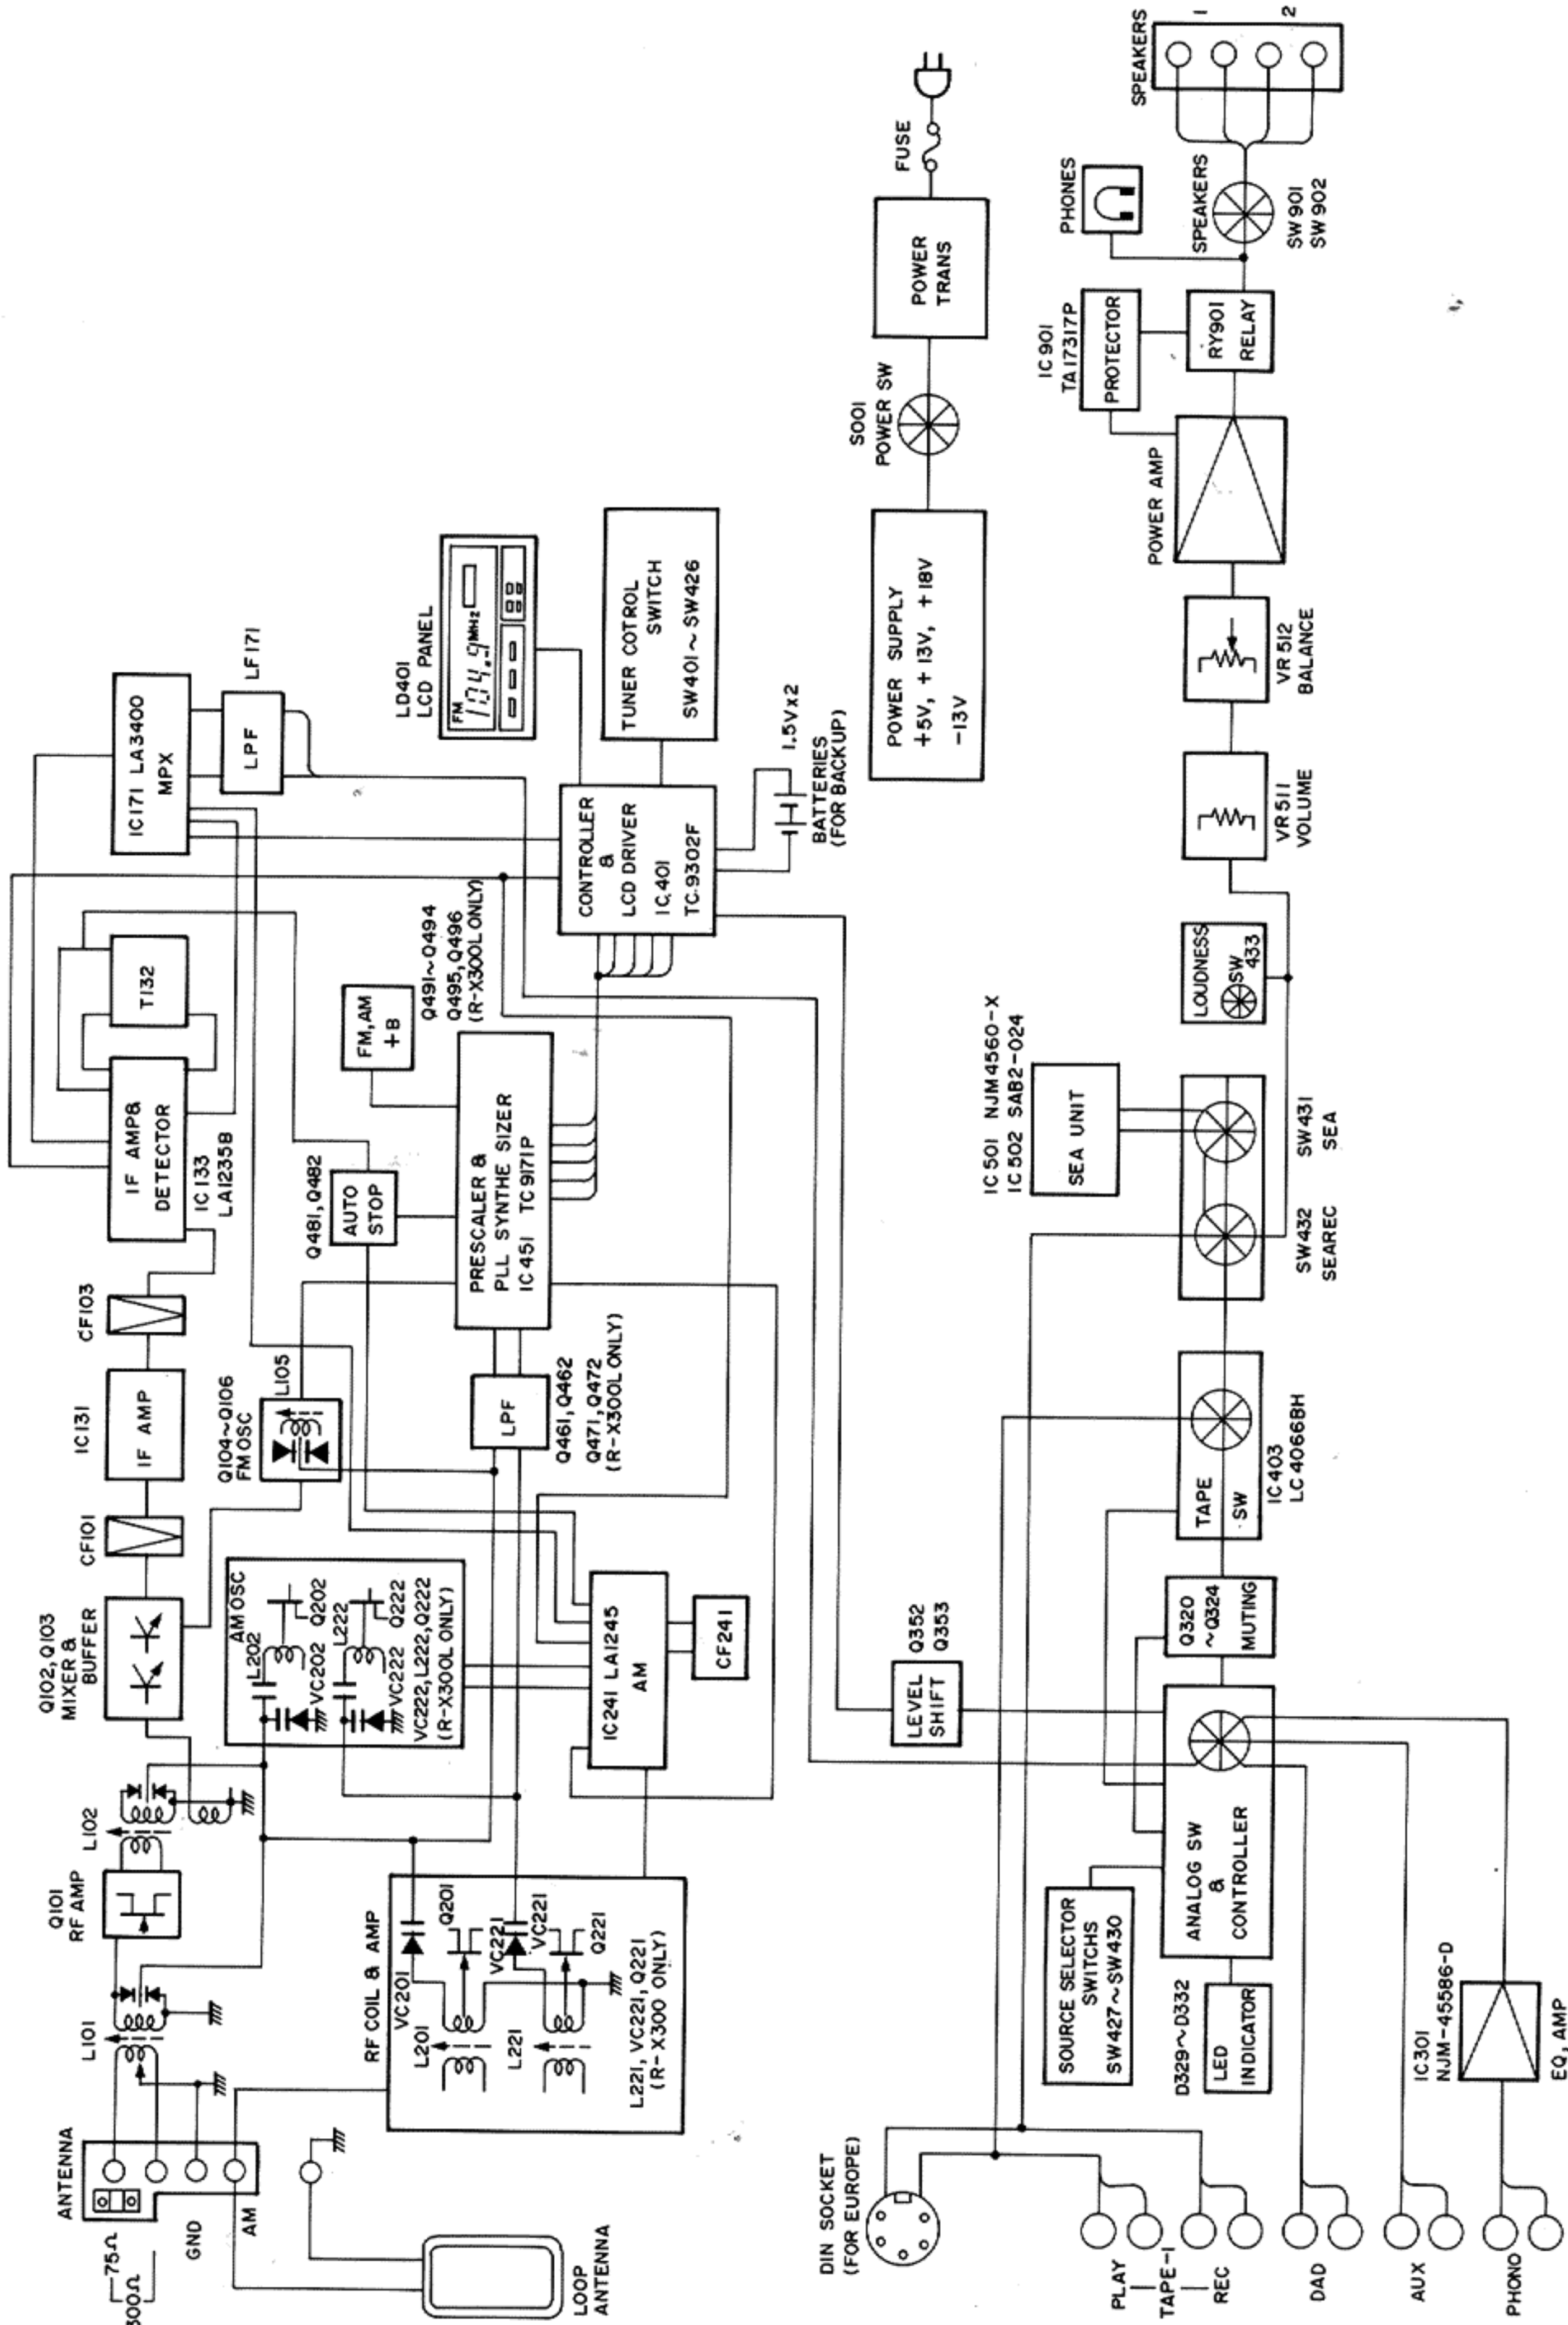 ANTENNA
75Ω
300Ω
GND
AM
LOOP
ANTENNA
L101
Q101
RF AMP
L102
Q102, Q103
MIXER &
BUFFER
CF101
IC131
IF AMP
CF103
IF AMP&
DETECTOR
IC133
LA1235B
T132
IC171 LA3400
MPX
LPF
LF171
Q104~Q106
FM OSC
L105
AM OSC
L202
Q202
VC202
L222
Q222
VC222
VC222, L222, Q222
(R-X300L ONLY)
RF COIL & AMP
VC201
L201
Q201
VC221
L221
VC221
Q221
L221, VC221, Q221
(R-X300 ONLY)
IC241 LA1245
AM
CF241
Q481, Q482
AUTO
STOP
FM, AM
+B
Q491~Q494
Q495, Q496
(R-X300L ONLY)
PRESCALER &
PLL SYNTHE SIZER
IC451 TC9171P
LPF
Q461, Q462
Q471, Q472
(R-X300L ONLY)
LD401
LCD PANEL
FM
104.9 MHz
CONTROLLER
&
LCD DRIVER
IC,401
TC-9302F
TUNER COTROL
SWITCH
SW401~SW426
1.5V x 2
BATTERIES
(FOR BACKUP)
POWER SUPPLY
+5V, +13V, +18V
-13V
S001
POWER SW
POWER
TRANS
FUSE
DIN SOCKET
(FOR EUROPE)
PLAY
TAPE-1
REC
DAD
AUX
PHONO
IC301
NJM-45586-D
EQ, AMP
SOURCE SELECTOR
SWITCHS
SW427~SW430
D329~D332
LED
INDICATOR
ANALOG SW
&
CONTROLLER
LEVEL
SHIFT
Q352
Q353
Q320
~Q324
MUTING
TAPE
SW
IC403
LC4066BH
IC501 NJM4560-X
IC502 SAB2-024
SEA UNIT
SW432
SEAREC
SW431
SEA
LOUDNESS
SW
433
VR511
VOLUME
VR512
BALANCE
POWER AMP
IC901
TA17317P
PROTECTOR
RY901
RELAY
PHONES
SPEAKERS
SW901
SW902
SPEAKERS
1
2